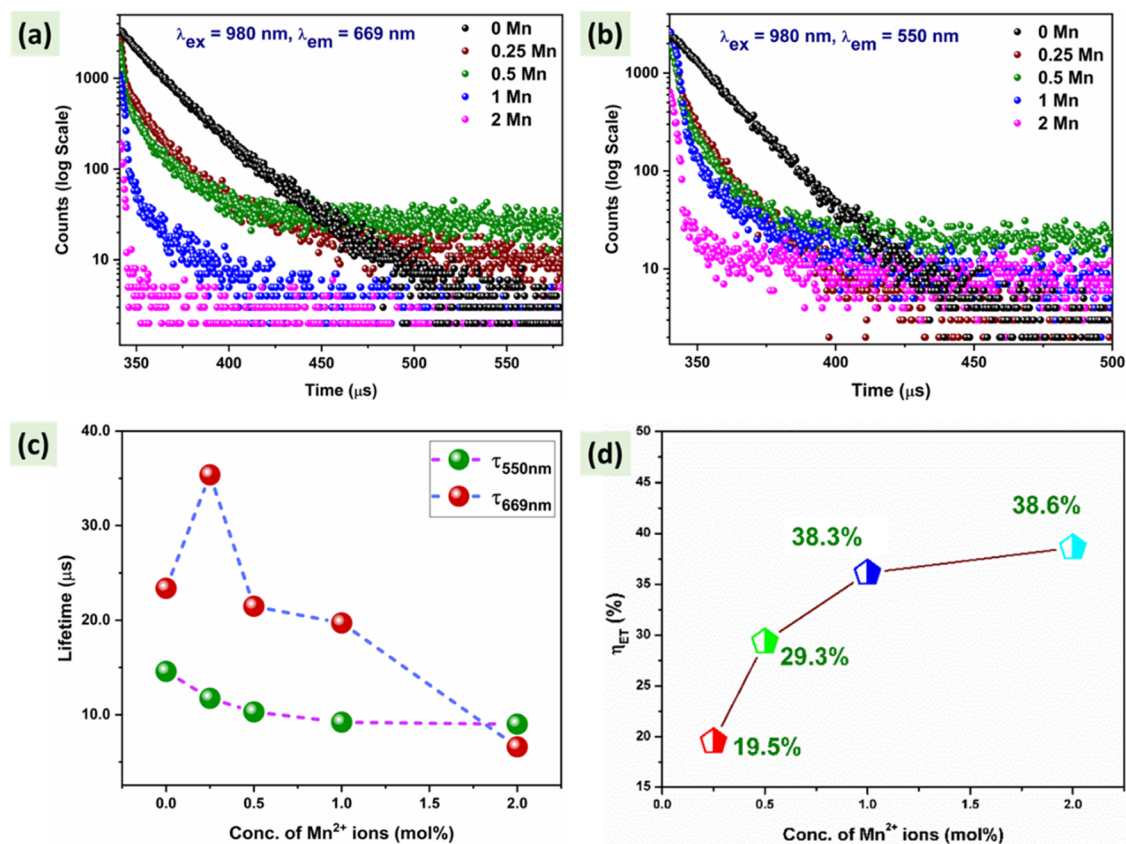 (a)
λex = 980 nm, λem = 669 nm
0 Mn
0.25 Mn
0.5 Mn
1 Mn
2 Mn
Counts (log Scale)
1000
100
10
350 400 450 500 550
Time (μs)
(b)
λex = 980 nm, λem = 550 nm
0 Mn
0.25 Mn
0.5 Mn
1 Mn
2 Mn
Counts (log Scale)
1000
100
10
350 400 450 500
Time (μs)
(c)
τ550nm
τ669nm
Lifetime (μs)
40.0
30.0
20.0
10.0
0.0 0.5 1.0 1.5 2.0
Conc. of Mn2+ ions (mol%)
(d)
ηET (%)
50
45
40
35
30
25
20
15
38.3%
38.6%
29.3%
19.5%
0.0 0.5 1.0 1.5 2.0
Conc. of Mn2+ ions (mol%)